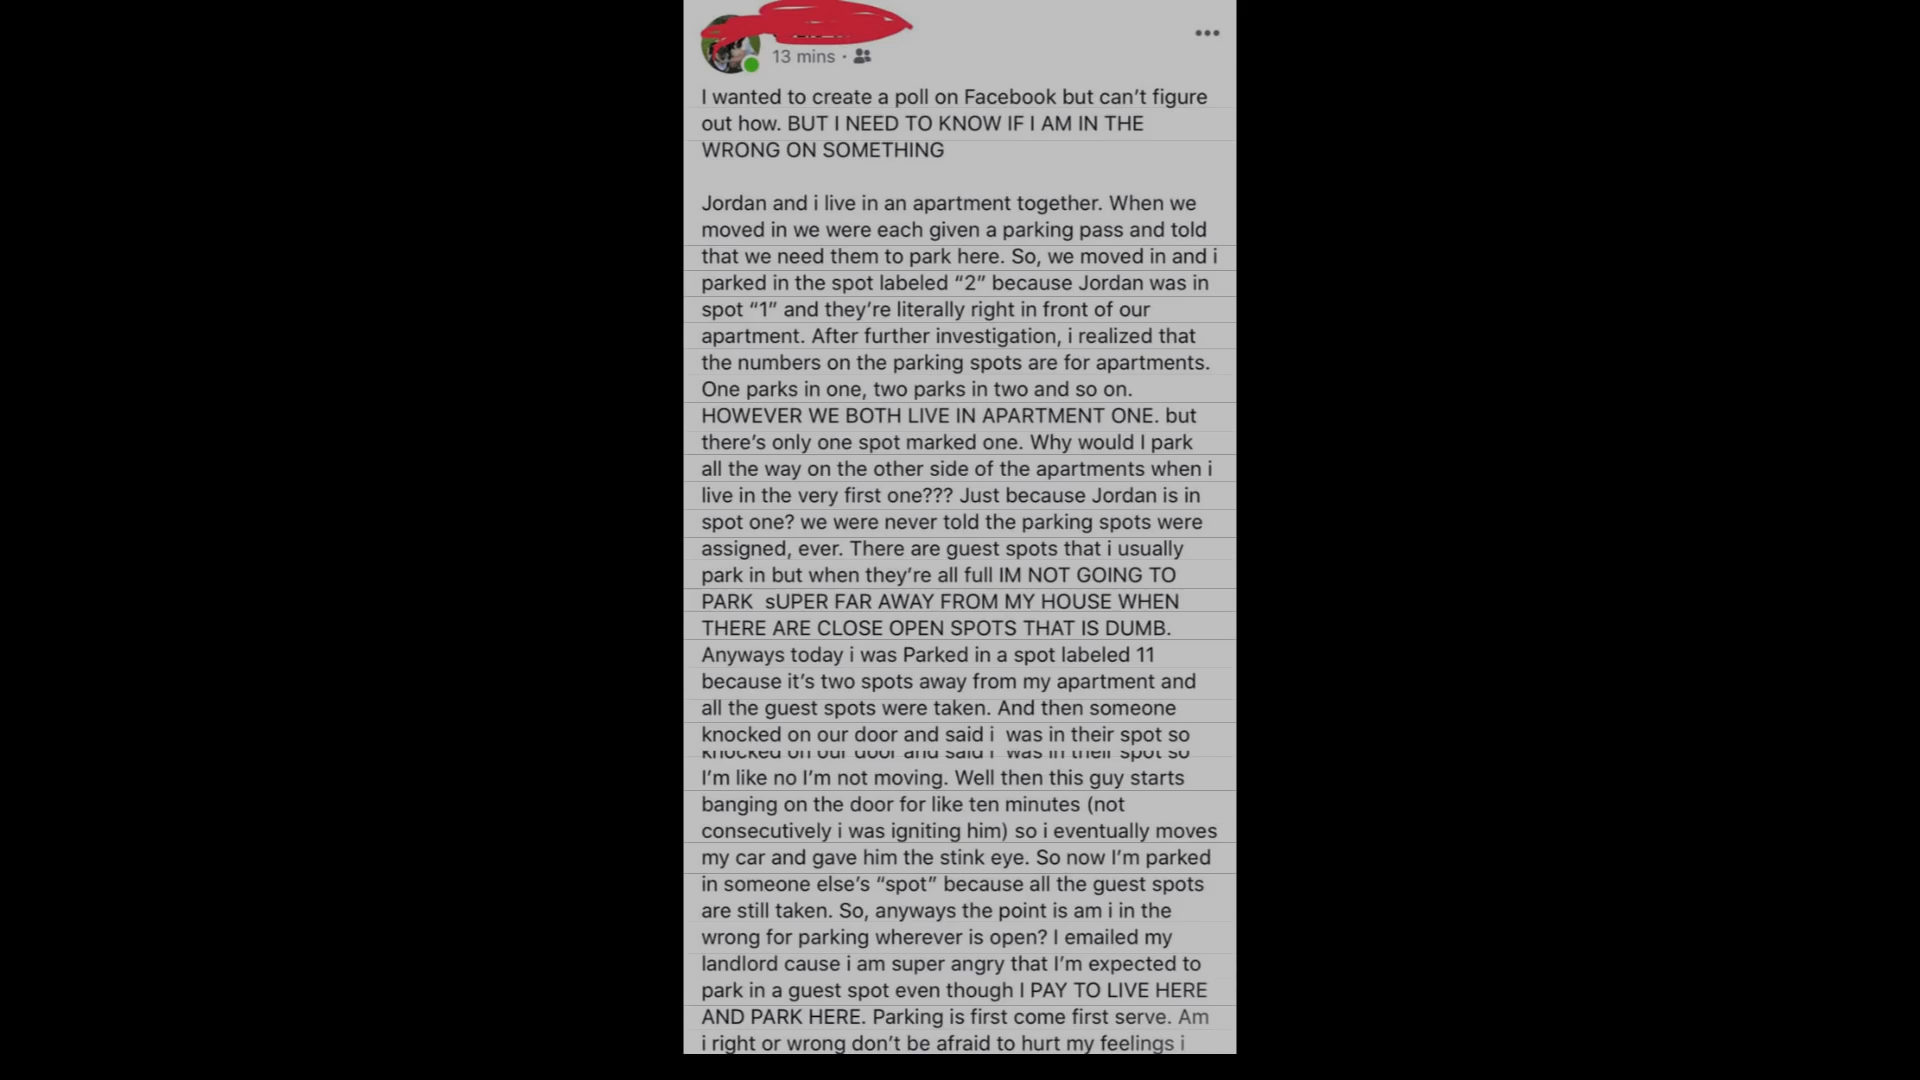 13 mins ·
I wanted to create a poll on Facebook but can’t figure
out how. BUT I NEED TO KNOW IF I AM IN THE
WRONG ON SOMETHING
Jordan and i live in an apartment together. When we
moved in we were each given a parking pass and told
that we need them to park here. So, we moved in and i
parked in the spot labeled “2” because Jordan was in
spot “1” and they’re literally right in front of our
apartment. After further investigation, i realized that
the numbers on the parking spots are for apartments.
One parks in one, two parks in two and so on.
HOWEVER WE BOTH LIVE IN APARTMENT ONE. but
there’s only one spot marked one. Why would I park
all the way on the other side of the apartments when i
live in the very first one??? Just because Jordan is in
spot one? we were never told the parking spots were
assigned, ever. There are guest spots that i usually
park in but when they’re all full IM NOT GOING TO
PARK sUPER FAR AWAY FROM MY HOUSE WHEN
THERE ARE CLOSE OPEN SPOTS THAT IS DUMB.
Anyways today i was Parked in a spot labeled 11
because it’s two spots away from my apartment and
all the guest spots were taken. And then someone
knocked on our door and said i was in their spot so
knocked on our door and said i was in their spot so
I’m like no I’m not moving. Well then this guy starts
banging on the door for like ten minutes (not
consecutively i was igniting him) so i eventually moves
my car and gave him the stink eye. So now I’m parked
in someone else’s “spot” because all the guest spots
are still taken. So, anyways the point is am i in the
wrong for parking wherever is open? I emailed my
landlord cause i am super angry that I’m expected to
park in a guest spot even though I PAY TO LIVE HERE
AND PARK HERE. Parking is first come first serve. Am
i right or wrong don’t be afraid to hurt my feelings i